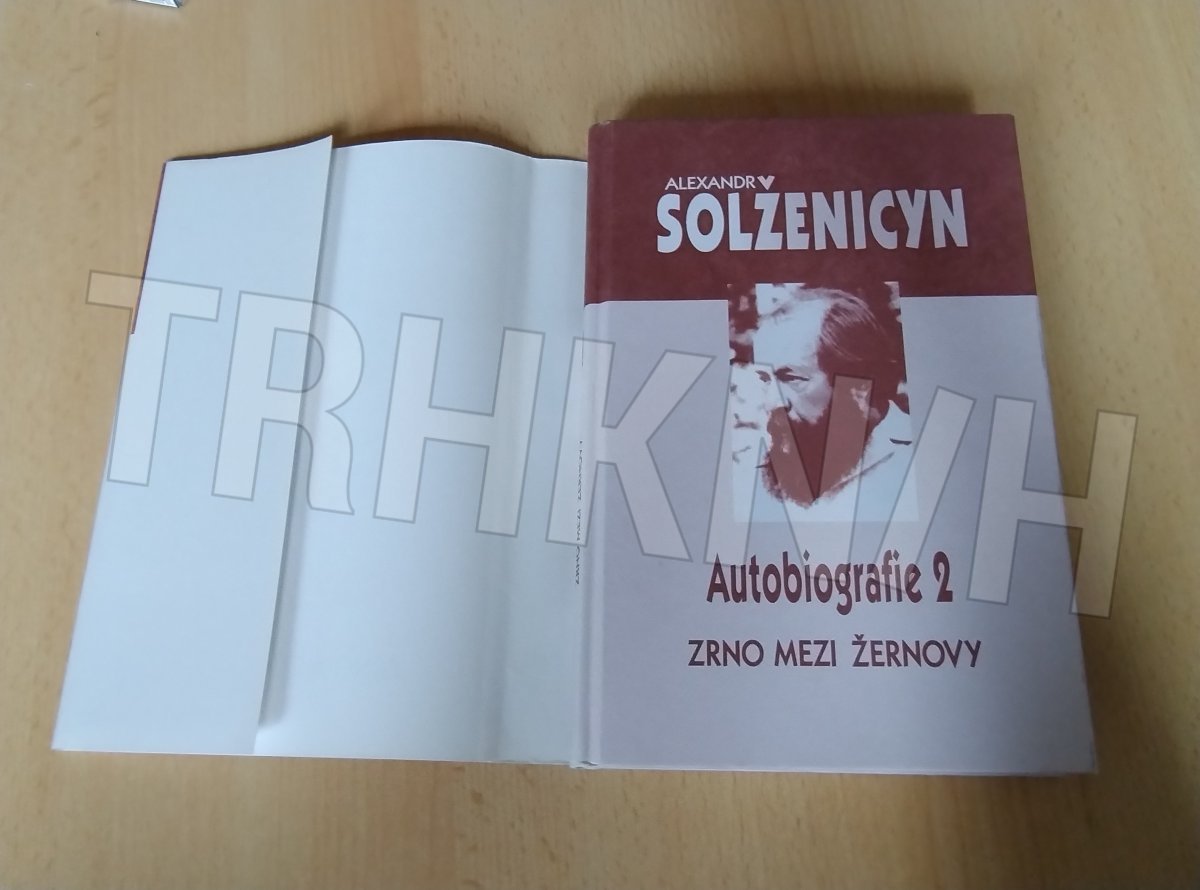 ALEXANDR
SOLŽENICYN
Autobiografie 2
ZRNO MEZI ŽERNOVY
TRHKNIH